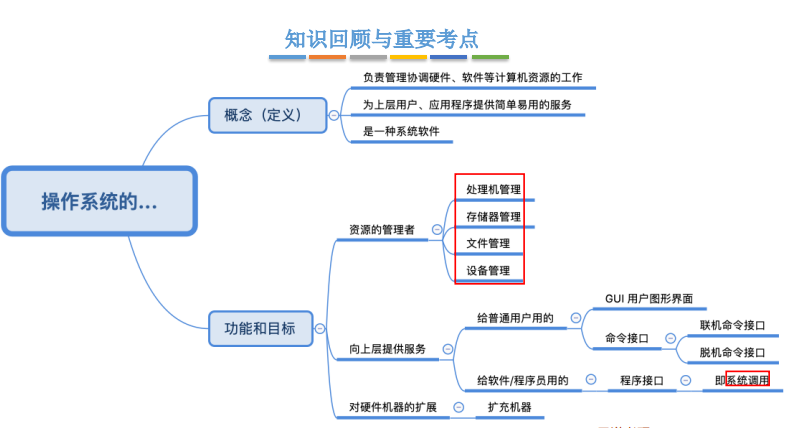 知识回顾与重要考点
负责管理协调硬件、软件等计算机资源的工作
概念（定义）
为上层用户、应用程序提供简单易用的服务
是一种系统软件
操作系统的...
处理机管理
存储器管理
资源的管理者
文件管理
设备管理
GUI 用户图形界面
给普通用户用的
联机命令接口
功能和目标
命令接口
向上层提供服务
脱机命令接口
给软件/程序员用的
程序接口
即系统调用
对硬件机器的扩展
扩充机器